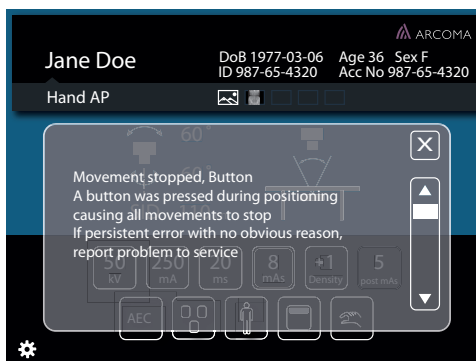 ARCOMA
Jane Doe
DoB 1977-03-06 Age 36 Sex F
ID 987-65-4320 Acc No 987-65-4320
Hand AP
60°
Movement stopped, Button
A button was pressed during positioning
causing all movements to stop
If persistent error with no obvious reason,
report problem to service
50 kV 250 mA 20 ms 8 mAs +1 Density 5 post mAs
AEC